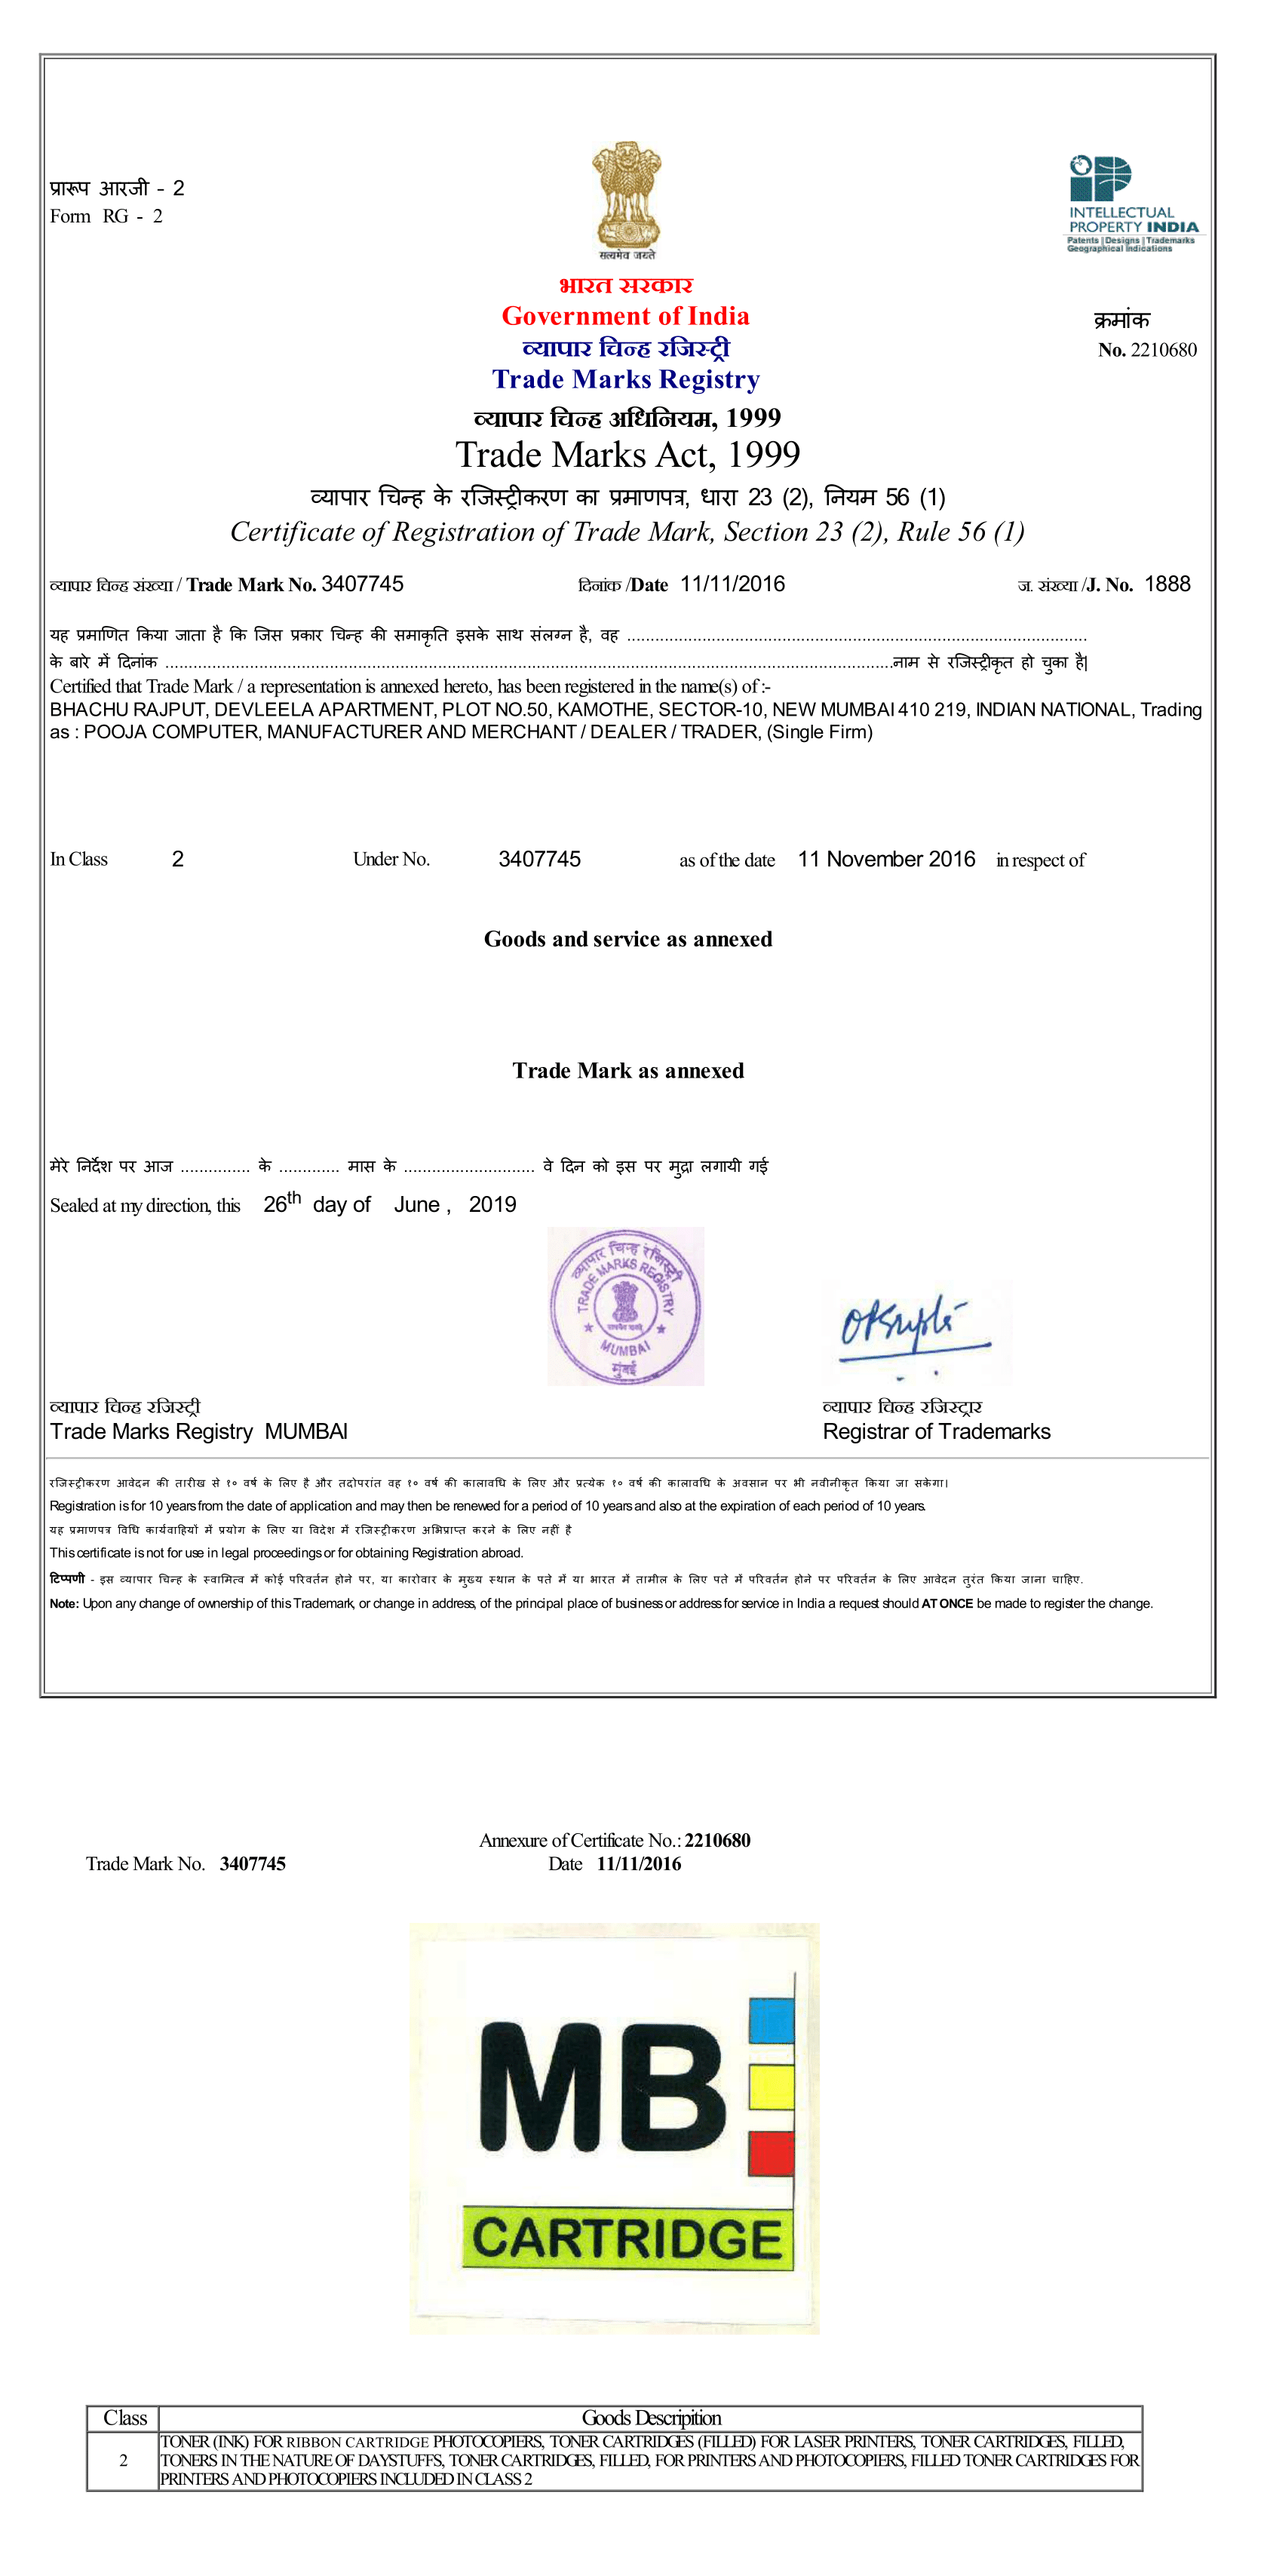 प्रारूप आरजी - 2
Form RG - 2
सत्यमेव जयते
INTELLECTUAL
PROPERTY INDIA
Patents | Designs | Trademarks
Geographical Indications
भारत सरकार
Government of India
व्यापार चिन्ह रजिस्ट्री
Trade Marks Registry
क्रमांक
No. 2210680
व्यापार चिन्ह अधिनियम, 1999
Trade Marks Act, 1999
व्यापार चिन्ह के रजिस्ट्रीकरण का प्रमाणपत्र, धारा 23 (2), नियम 56 (1)
Certificate of Registration of Trade Mark, Section 23 (2), Rule 56 (1)
व्यापार चिन्ह संख्या / Trade Mark No. 3407745 दिनांक /Date 11/11/2016 ज. संख्या /J. No. 1888
यह प्रमाणित किया जाता है कि जिस प्रकार चिन्ह की समाकृति इसके साथ संलग्न है, वह ..................................................................................................
के बारे में दिनांक ...........................................................................................................................................................नाम से रजिस्ट्रीकृत हो चुका है|
Certified that Trade Mark / a representation is annexed hereto, has been registered in the name(s) of :-
BHACHU RAJPUT, DEVLEELA APARTMENT, PLOT NO.50, KAMOTHE, SECTOR-10, NEW MUMBAI 410 219, INDIAN NATIONAL, Trading
as : POOJA COMPUTER, MANUFACTURER AND MERCHANT / DEALER / TRADER, (Single Firm)
In Class 2 Under No. 3407745 as of the date 11 November 2016 in respect of
Goods and service as annexed
Trade Mark as annexed
मेरे निर्देश पर आज ............... के ............. मास के ............................ वे दिन को इस पर मुद्रा लगायी गई
Sealed at my direction, this 26th day of June , 2019
व्यापार चिन्ह रजिस्ट्री
TRADE MARKS REGISTRY
MUMBAI
मुंबई
व्यापार चिन्ह रजिस्ट्री
Trade Marks Registry MUMBAI
व्यापार चिन्ह रजिस्ट्रार
Registrar of Trademarks
रजिस्ट्रीकरण आवेदन की तारीख से १० वर्ष के लिए है और तदोपरांत वह १० वर्ष की कालावधि के लिए और प्रत्येक १० वर्ष की कालावधि के अवसान पर भी नवीनीकृत किया जा सकेगा।
Registration is for 10 years from the date of application and may then be renewed for a period of 10 years and also at the expiration of each period of 10 years.
यह प्रमाणपत्र विधि कार्यवाहियों में प्रयोग के लिए या विदेश में रजिस्ट्रीकरण अभिप्राप्त करने के लिए नहीं है
This certificate is not for use in legal proceedings or for obtaining Registration abroad.
टिप्पणी - इस व्यापार चिन्ह के स्वामित्व में कोई परिवर्तन होने पर, या कारोवार के मुख्य स्थान के पते में या भारत में तामील के लिए पते में परिवर्तन होने पर परिवर्तन के लिए आवेदन तुरंत किया जाना चाहिए.
Note: Upon any change of ownership of this Trademark, or change in address, of the principal place of business or address for service in India a request should AT ONCE be made to register the change.
Annexure of Certificate No.: 2210680
Trade Mark No. 3407745 Date 11/11/2016
MB
CARTRIDGE
Class Goods Descripition
2 TONER (INK) FOR RIBBON CARTRIDGE PHOTOCOPIERS, TONER CARTRIDGES (FILLED) FOR LASER PRINTERS, TONER CARTRIDGES, FILLED,
TONERS IN THE NATURE OF DAYSTUFFS, TONER CARTRIDGES, FILLED, FOR PRINTERS AND PHOTOCOPIERS, FILLED TONER CARTRIDGES FOR
PRINTERS AND PHOTOCOPIERS INCLUDED IN CLASS 2